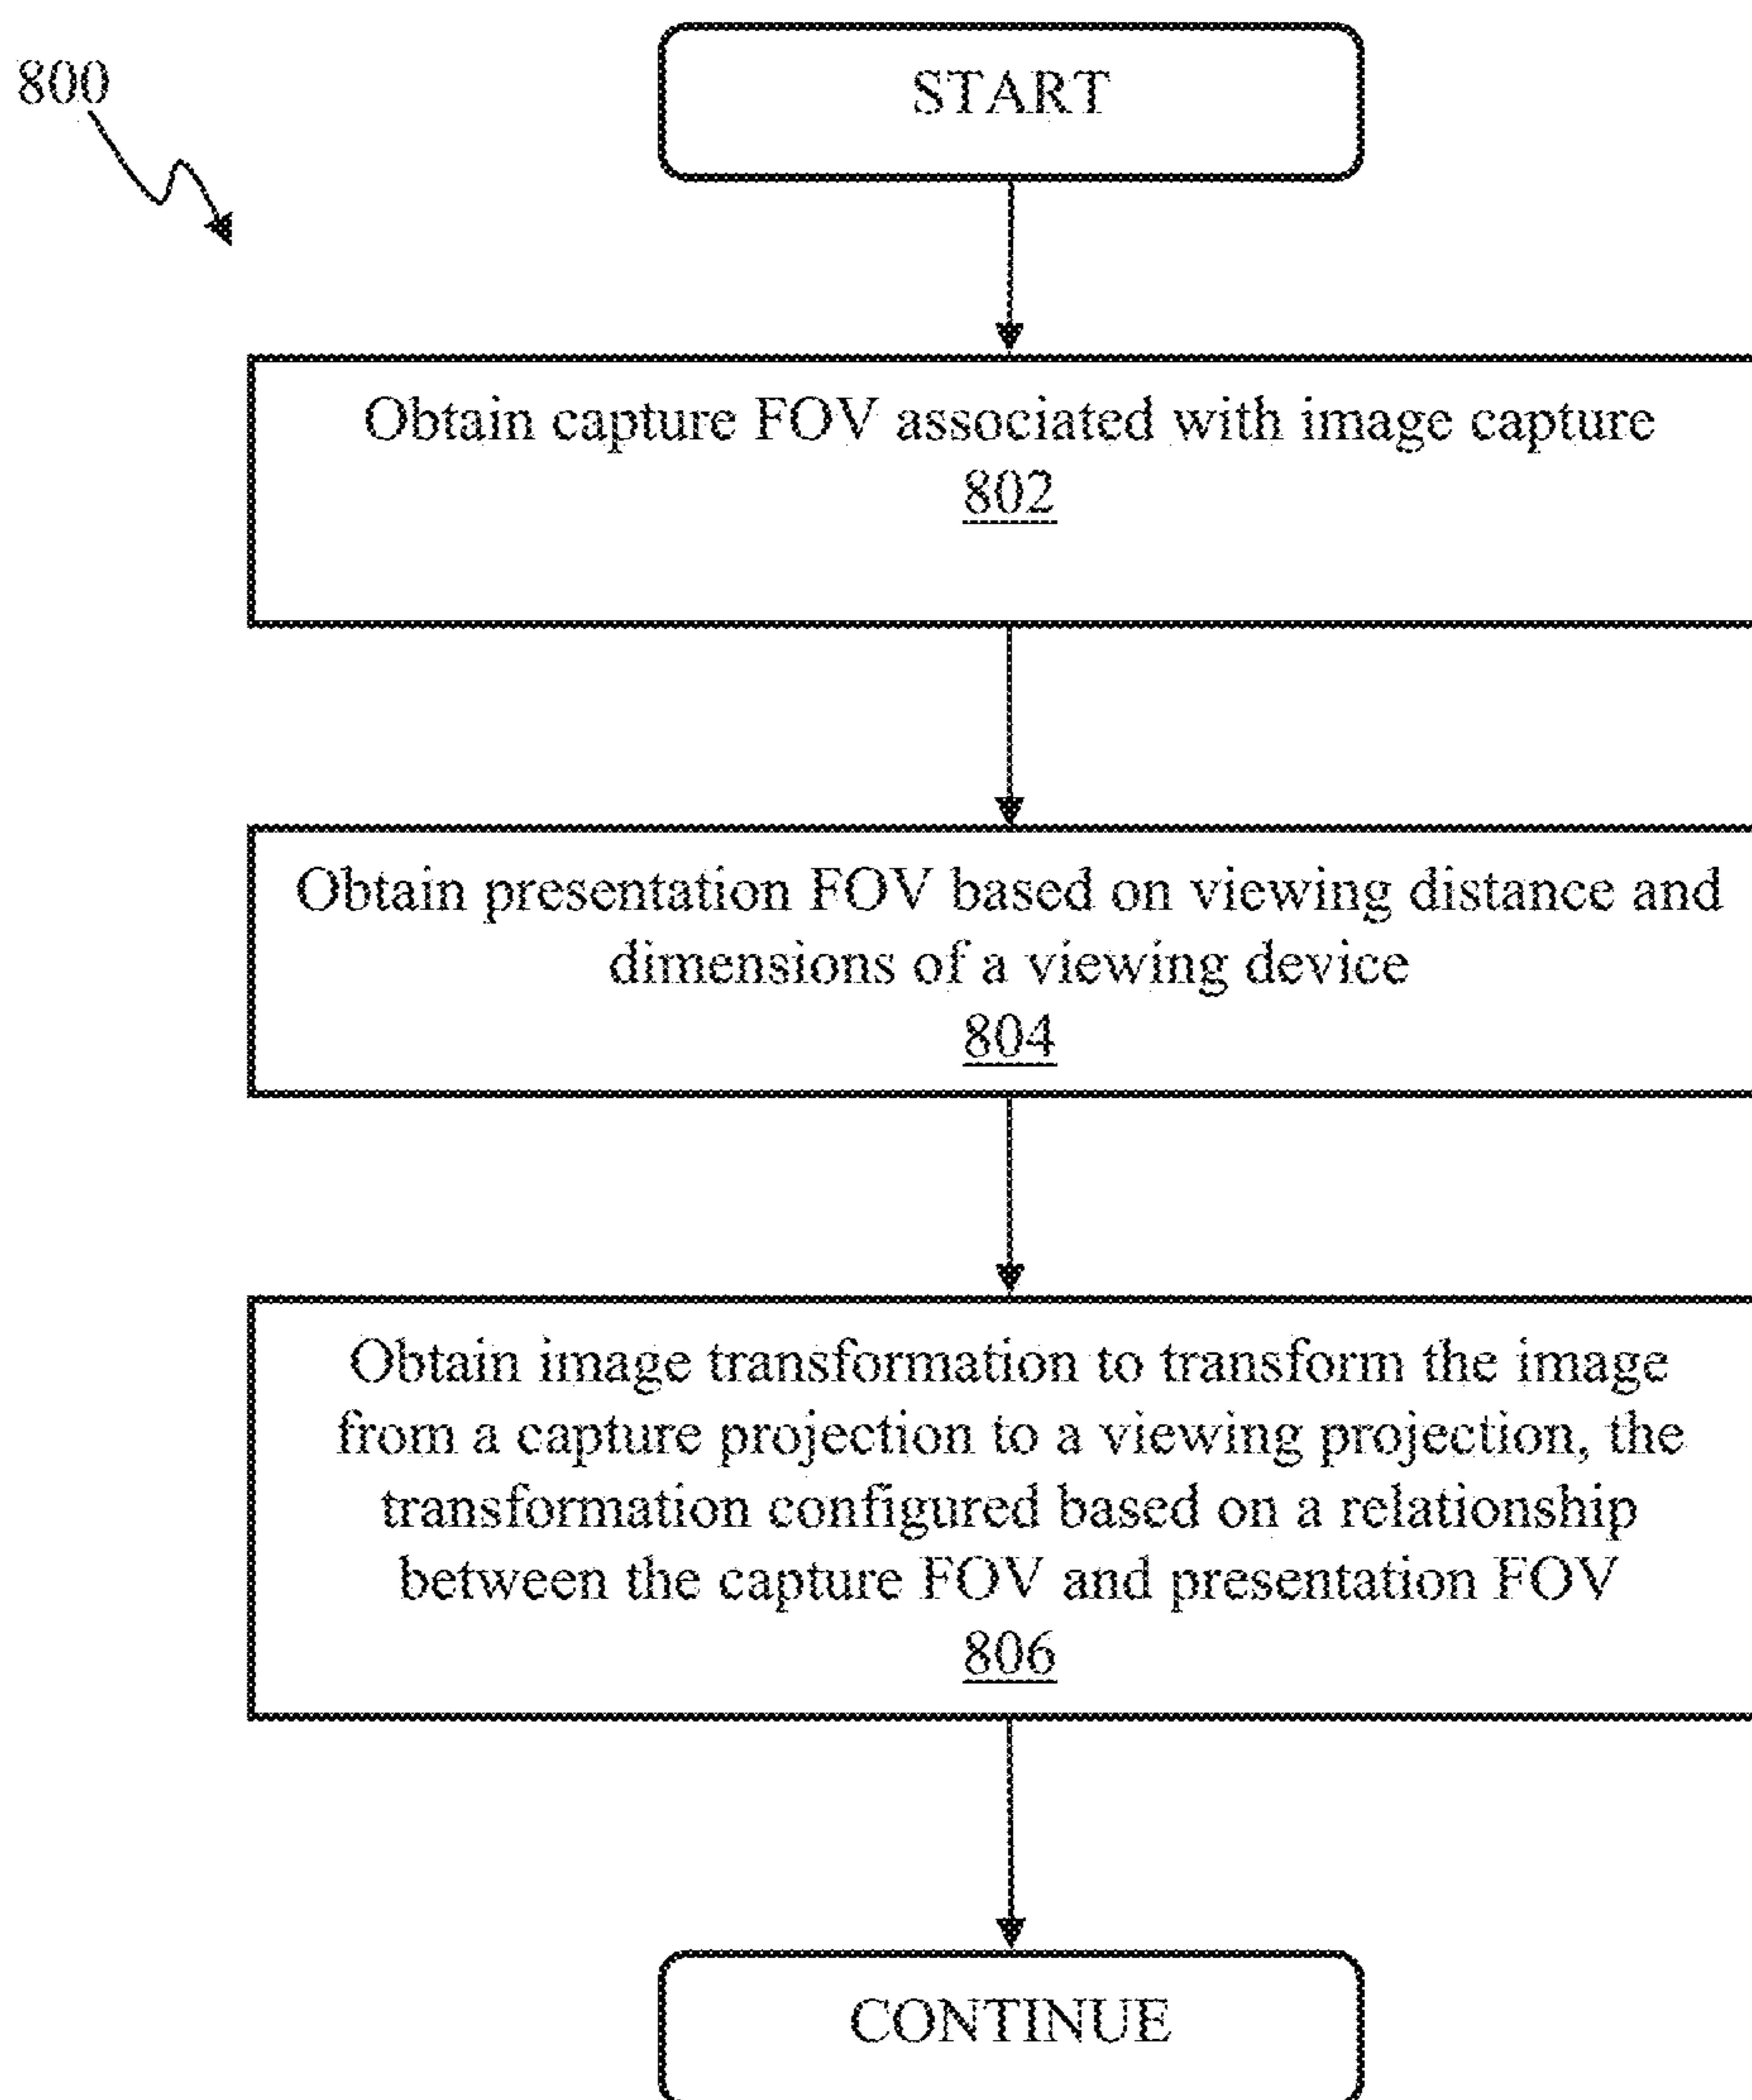 800
START
Obtain capture FOV associated with image capture
802
Obtain presentation FOV based on viewing distance and
dimensions of a viewing device
804
Obtain image transformation to transform the image
from a capture projection to a viewing projection, the
transformation configured based on a relationship
between the capture FOV and presentation FOV
806
CONTINUE